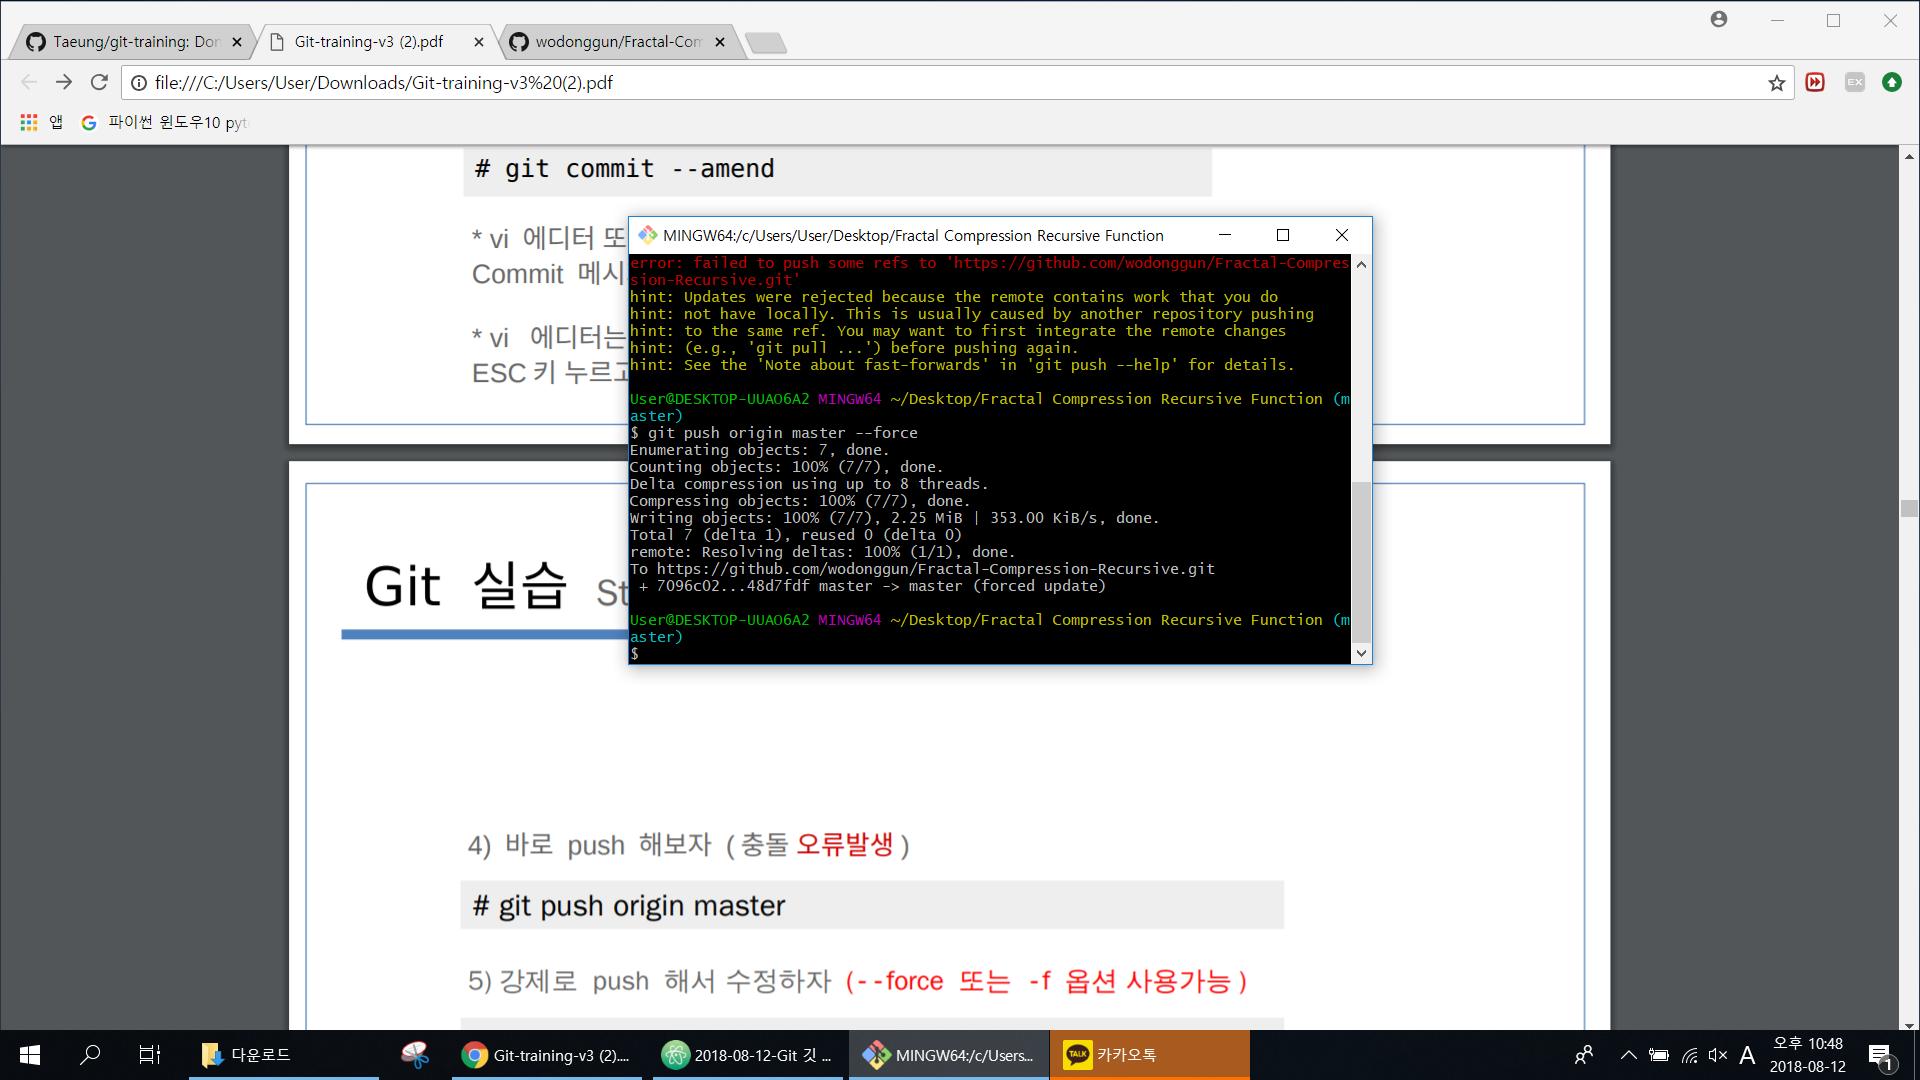 Taeung/git-training: Don
Git-training-v3 (2).pdf
wodonggun/Fractal-Com
file:///C:/Users/User/Downloads/Git-training-v3%20(2).pdf
EX
앱
파이썬 윈도우10 pyt
# git commit --amend
* vi 에디터 또
Commit 메시
* vi 에디터는
ESC 키 누르고
MINGW64:/c/Users/User/Desktop/Fractal Compression Recursive Function
error: failed to push some refs to 'https://github.com/wodonggun/Fractal-Compres
sion-Recursive.git'
hint: Updates were rejected because the remote contains work that you do
hint: not have locally. This is usually caused by another repository pushing
hint: to the same ref. You may want to first integrate the remote changes
hint: (e.g., 'git pull ...') before pushing again.
hint: See the 'Note about fast-forwards' in 'git push --help' for details.
User@DESKTOP-UUAO6A2 MINGW64 ~/Desktop/Fractal Compression Recursive Function (m
aster)
$ git push origin master --force
Enumerating objects: 7, done.
Counting objects: 100% (7/7), done.
Delta compression using up to 8 threads.
Compressing objects: 100% (7/7), done.
Writing objects: 100% (7/7), 2.25 MiB | 353.00 KiB/s, done.
Total 7 (delta 1), reused 0 (delta 0)
remote: Resolving deltas: 100% (1/1), done.
To https://github.com/wodonggun/Fractal-Compression-Recursive.git
+ 7096c02...48d7fdf master -> master (forced update)
User@DESKTOP-UUAO6A2 MINGW64 ~/Desktop/Fractal Compression Recursive Function (m
aster)
$
Git 실습 St
4) 바로 push 해보자 ( 충돌 오류발생 )
# git push origin master
5) 강제로 push 해서 수정하자 (--force 또는 -f 옵션 사용가능 )
다운로드
Git-training-v3 (2)....
2018-08-12-Git 깃 ...
MINGW64:/c/Users...
TALK
카카오톡
A
오후 10:48
2018-08-12
1